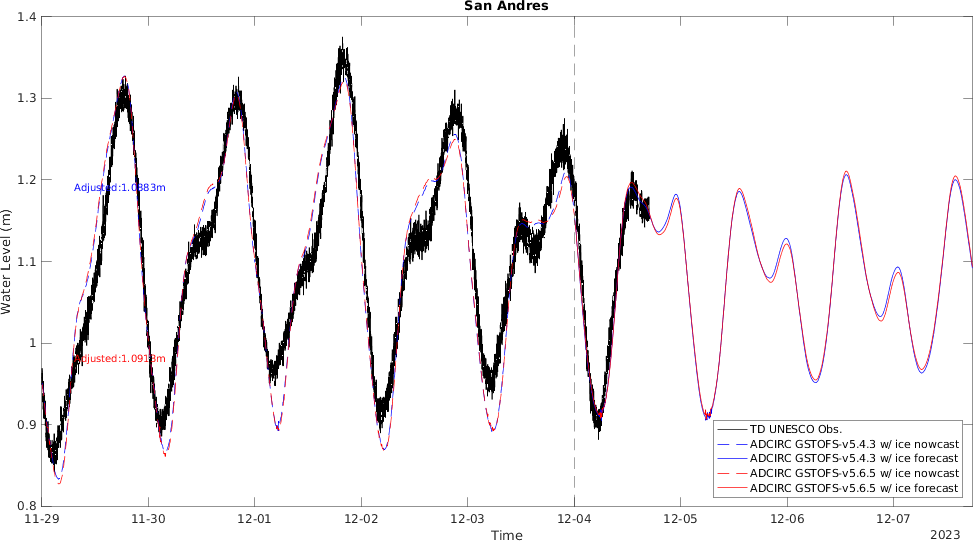 San Andres
1.4
1.3
1.2
1.1
1
0.9
0.8
Water Level (m)
Adjusted:1.0883m
Adjusted:1.0913m
TD UNESCO Obs.
ADCIRC GSTOFS-v5.4.3 w/ ice nowcast
ADCIRC GSTOFS-v5.4.3 w/ ice forecast
ADCIRC GSTOFS-v5.6.5 w/ ice nowcast
ADCIRC GSTOFS-v5.6.5 w/ ice forecast
11-29 11-30 12-01 12-02 12-03 12-04 12-05 12-06 12-07
Time
2023